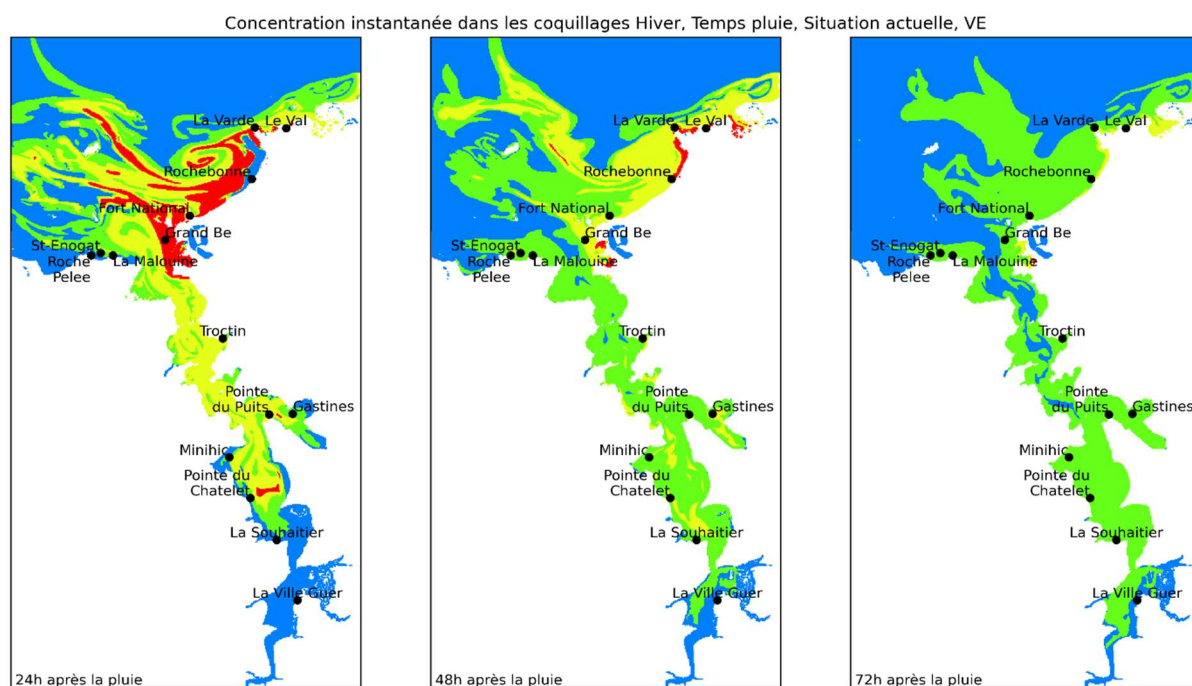 Concentration instantanée dans les coquillages Hiver, Temps pluie, Situation actuelle, VE
La Varde Le Val
Rochebonne
Fort National
Grand Be
St-Enogat
Roche
Pelee
La Malouine
Troctin
Pointe
du Puits
Gastines
Minihic
Pointe du
Chatelet
La Souhaitier
La Ville Guer
24h après la pluie
La Varde Le Val
Rochebonne
Fort National
Grand Be
St-Enogat
Roche
Pelee
La Malouine
Troctin
Pointe
du Puits
Gastines
Minihic
Pointe du
Chatelet
La Souhaitier
La Ville Guer
48h après la pluie
La Varde Le Val
Rochebonne
Fort National
Grand Be
St-Enogat
Roche
Pelee
La Malouine
Troctin
Pointe
du Puits
Gastines
Minihic
Pointe du
Chatelet
La Souhaitier
La Ville Guer
72h après la pluie